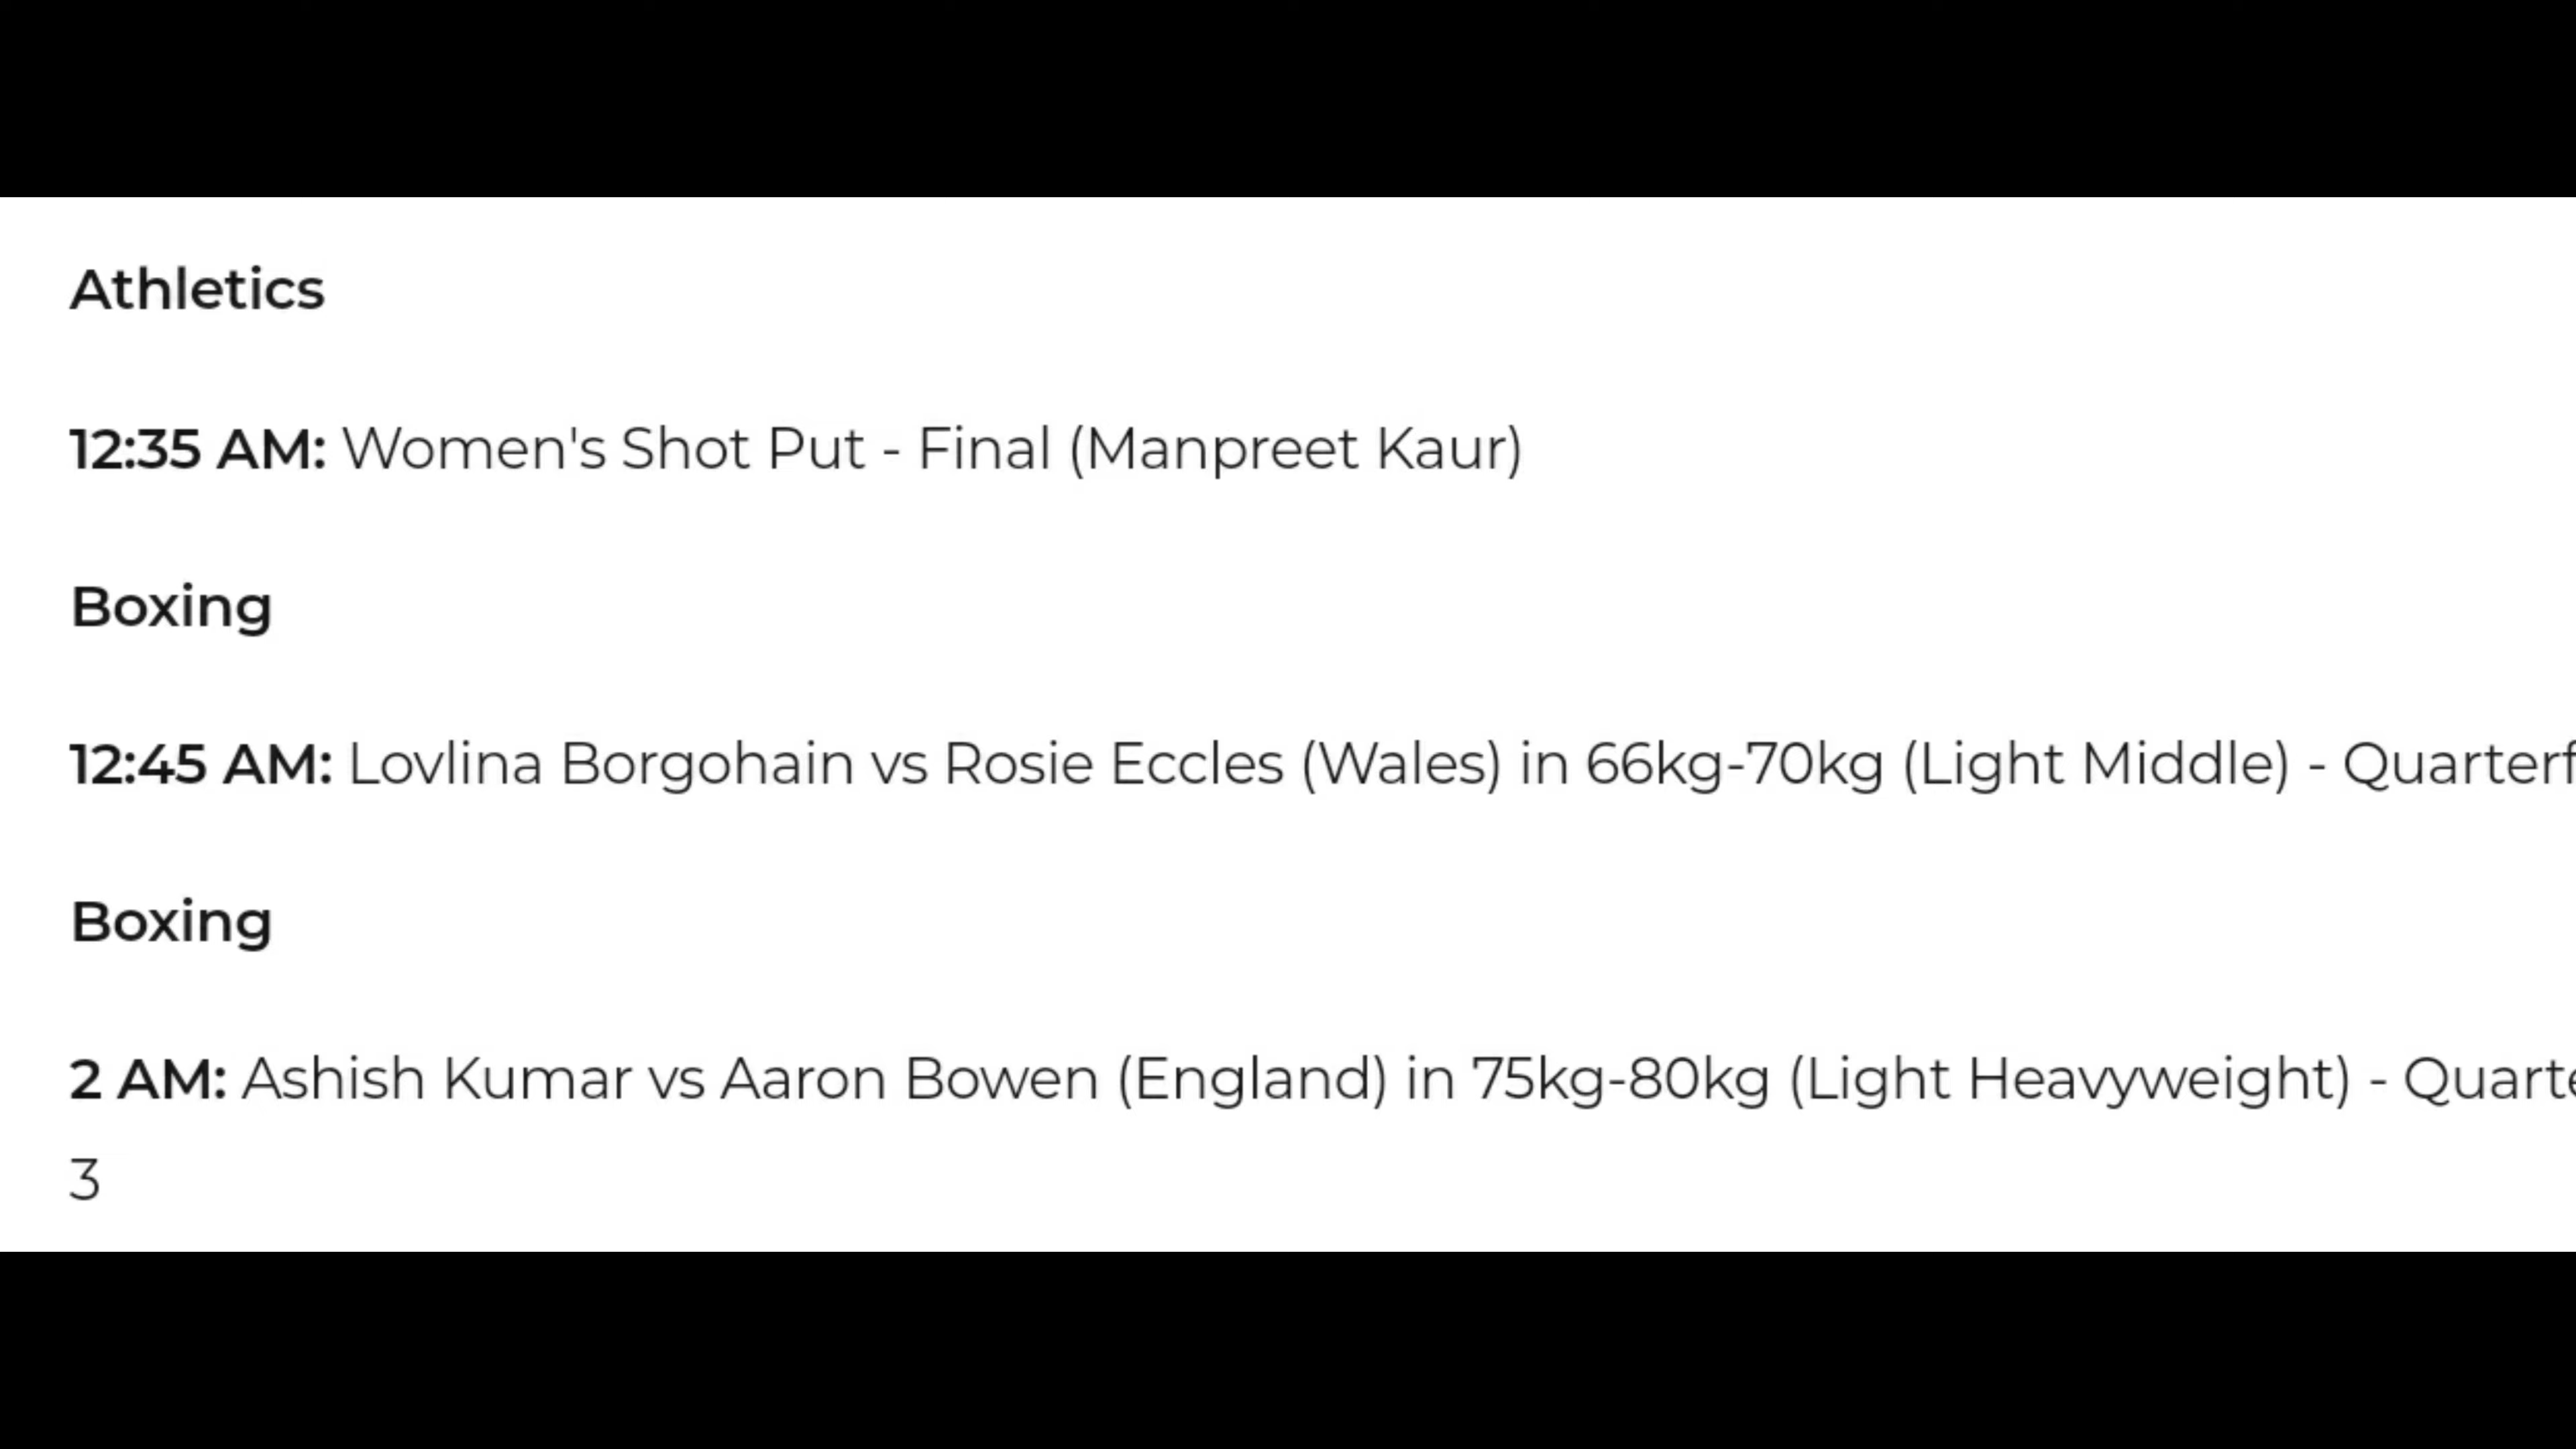 Athletics
12:35 AM: Women's Shot Put - Final (Manpreet Kaur)
Boxing
12:45 AM: Lovlina Borgohain vs Rosie Eccles (Wales) in 66kg-70kg (Light Middle) - Quarterf
Boxing
2 AM: Ashish Kumar vs Aaron Bowen (England) in 75kg-80kg (Light Heavyweight) - Quarte
3